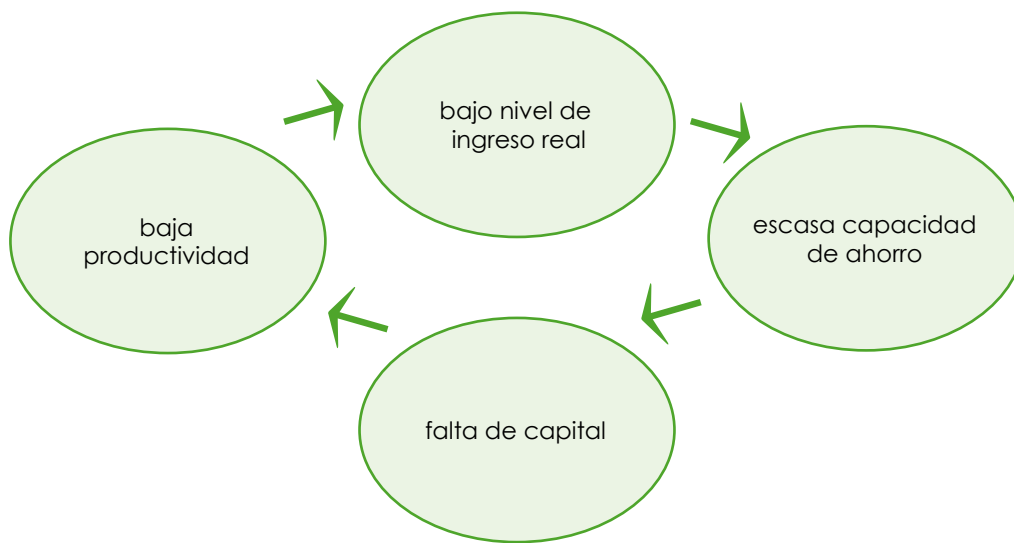 bajo nivel de
ingreso real
escasa capacidad
de ahorro
falta de capital
baja
productividad